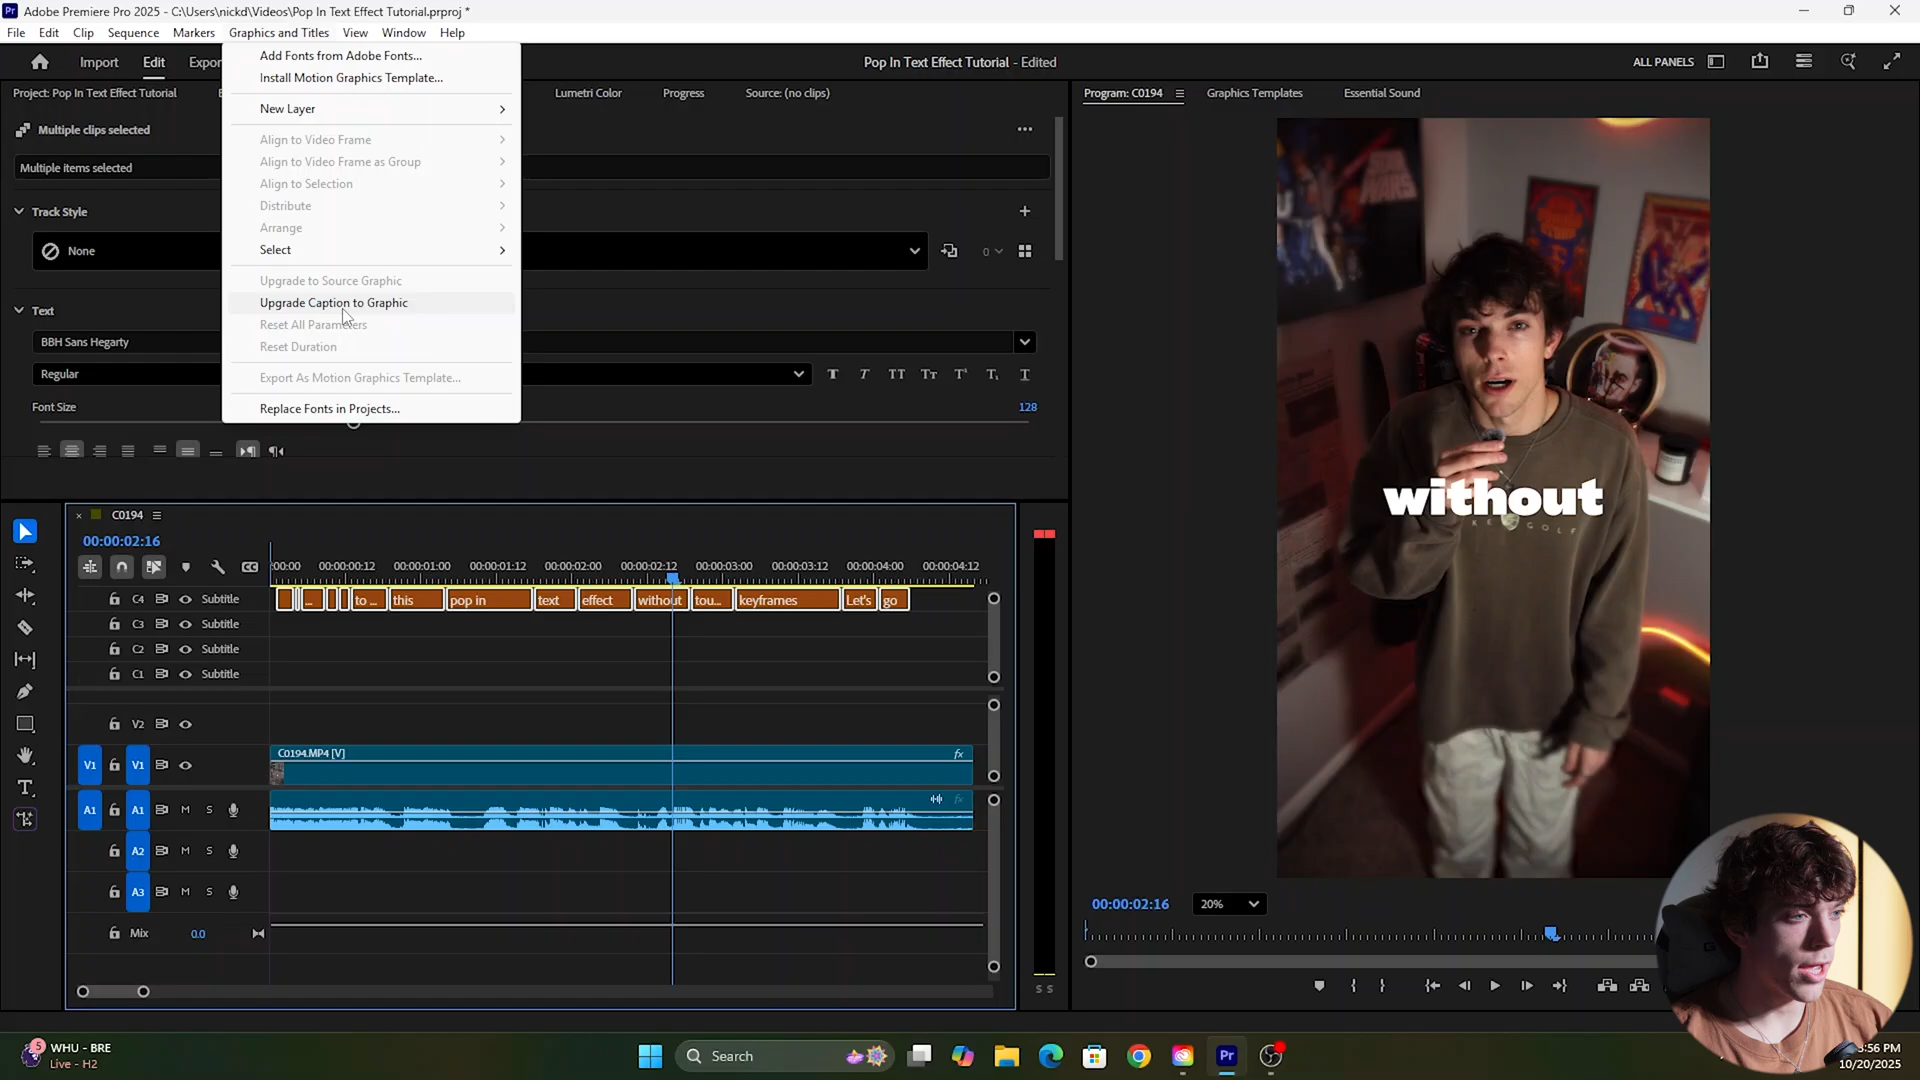 Adobe Premiere Pro 2025 - C:\Users\nickd\Videos\Pop In Text Effect Tutorial.prproj *
File Edit Clip Sequence Markers Graphics and Titles View Window Help
Import Edit
Pop In Text Effect Tutorial - Edited
ALL PANELS
Project: Pop In Text Effect Tutorial
Lumetri Color Progress Source: (no clips)
Program: C0194 Graphics Templates Essential Sound
Multiple clips selected
Multiple items selected
Track Style
None
0
Text
BBH Sans Hegarty
Regular
Font Size
128
Add Fonts from Adobe Fonts...
Install Motion Graphics Template...
New Layer
Align to Video Frame
Align to Video Frame as Group
Align to Selection
Distribute
Arrange
Select
Upgrade to Source Graphic
Upgrade Caption to Graphic
Reset All Parameters
Reset Duration
Export As Motion Graphics Template...
Replace Fonts in Projects...
STAR
WARS
without
C0194
00:00:02:16
:00:00 00:00:00:12 00:00:01:00 00:00:01:12 00:00:02:00 00:00:02:12 00:00:03:00 00:00:03:12 00:00:04:00 00:00:04:12
C4 Subtitle
... to ... this pop in text effect without tou... keyframes Let's go
C3 Subtitle
C2 Subtitle
C1 Subtitle
V2
V1 V1
C0194.MP4 [V]
fx
A1 A1 M S
fx
A2 M S
A3 M S
Mix 0.0
S S
00:00:02:16
20%
5
WHU - BRE
Live - H2
Search
Pr
3:56 PM
10/20/2025